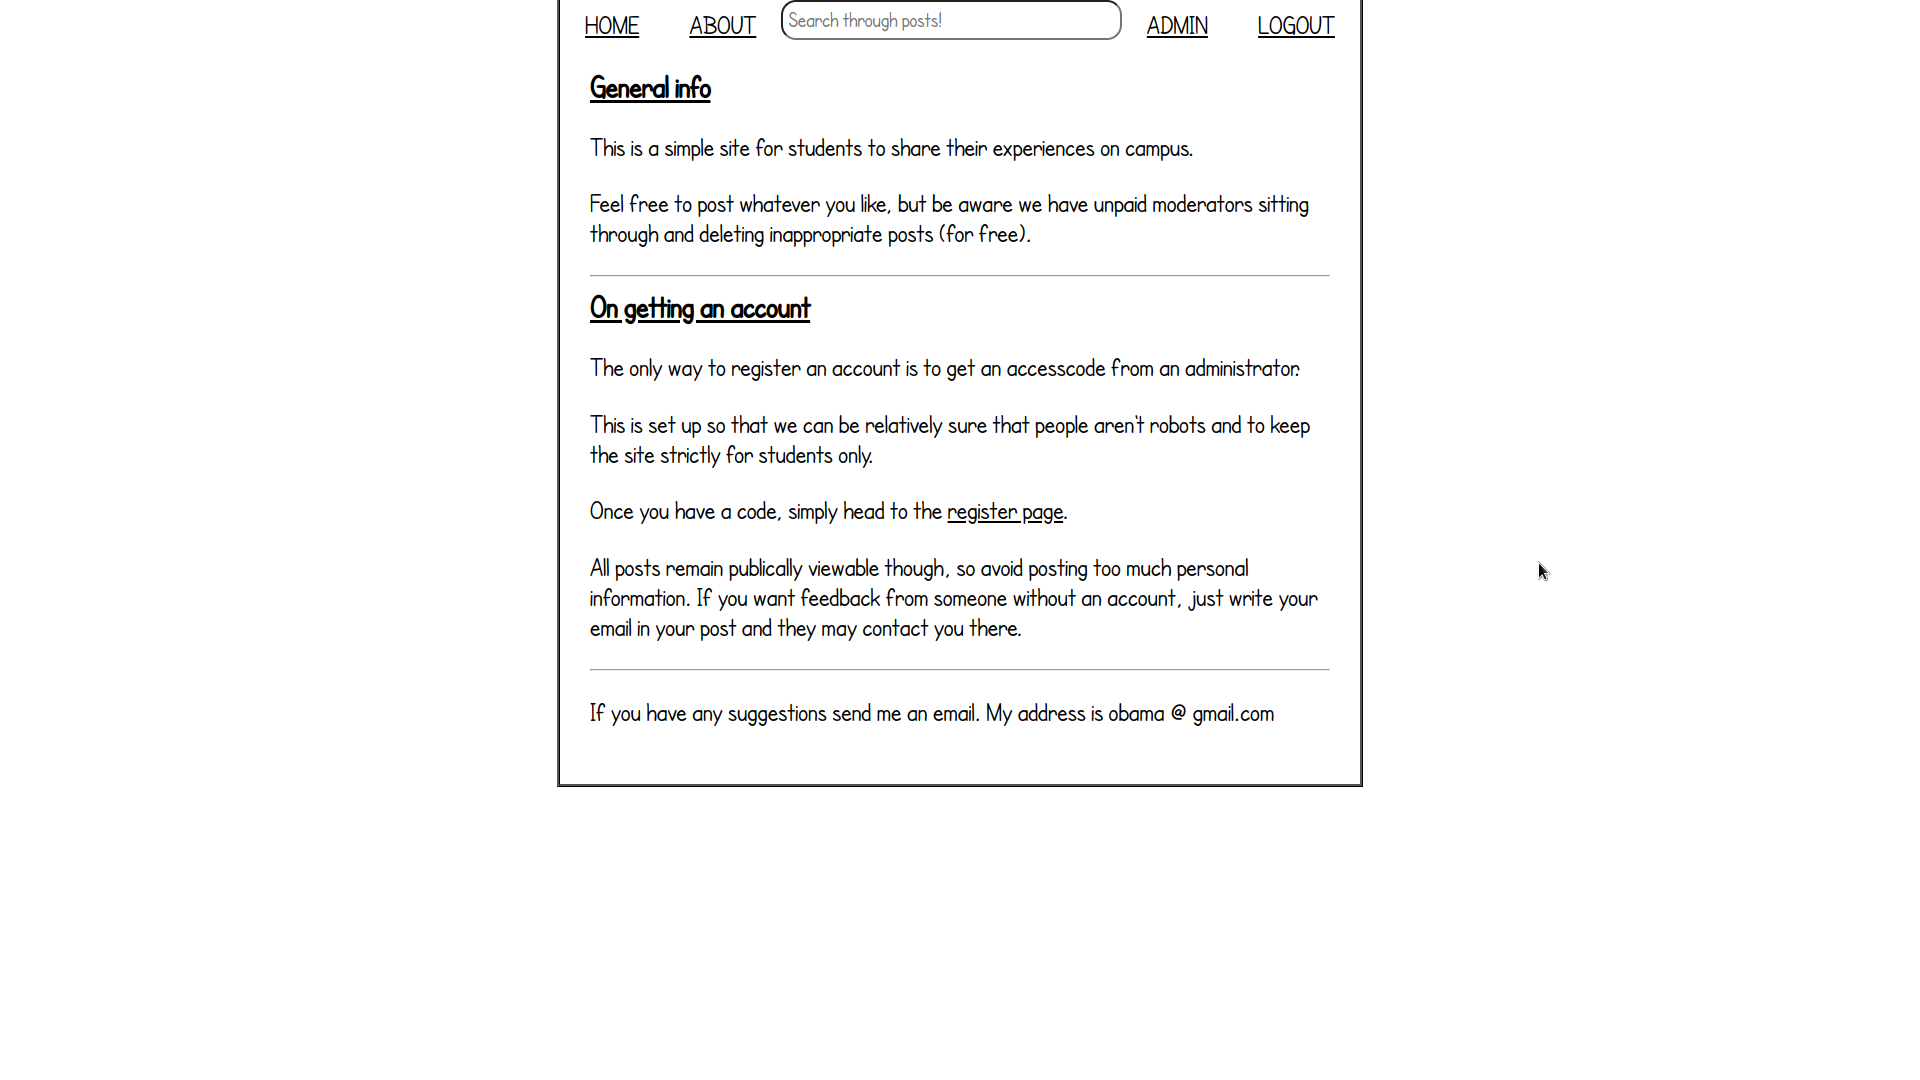 HOME ABOUT Search through posts! ADMIN LOGOUT
General info
This is a simple site for students to share their experiences on campus.
Feel free to post whatever you like, but be aware we have unpaid moderators sitting
through and deleting inappropriate posts (for free).
On getting an account
The only way to register an account is to get an accesscode from an administrator.
This is set up so that we can be relatively sure that people aren't robots and to keep
the site strictly for students only.
Once you have a code, simply head to the register page.
All posts remain publically viewable though, so avoid posting too much personal
information. If you want feedback from someone without an account, just write your
email in your post and they may contact you there.
If you have any suggestions send me an email. My address is obama @ gmail.com